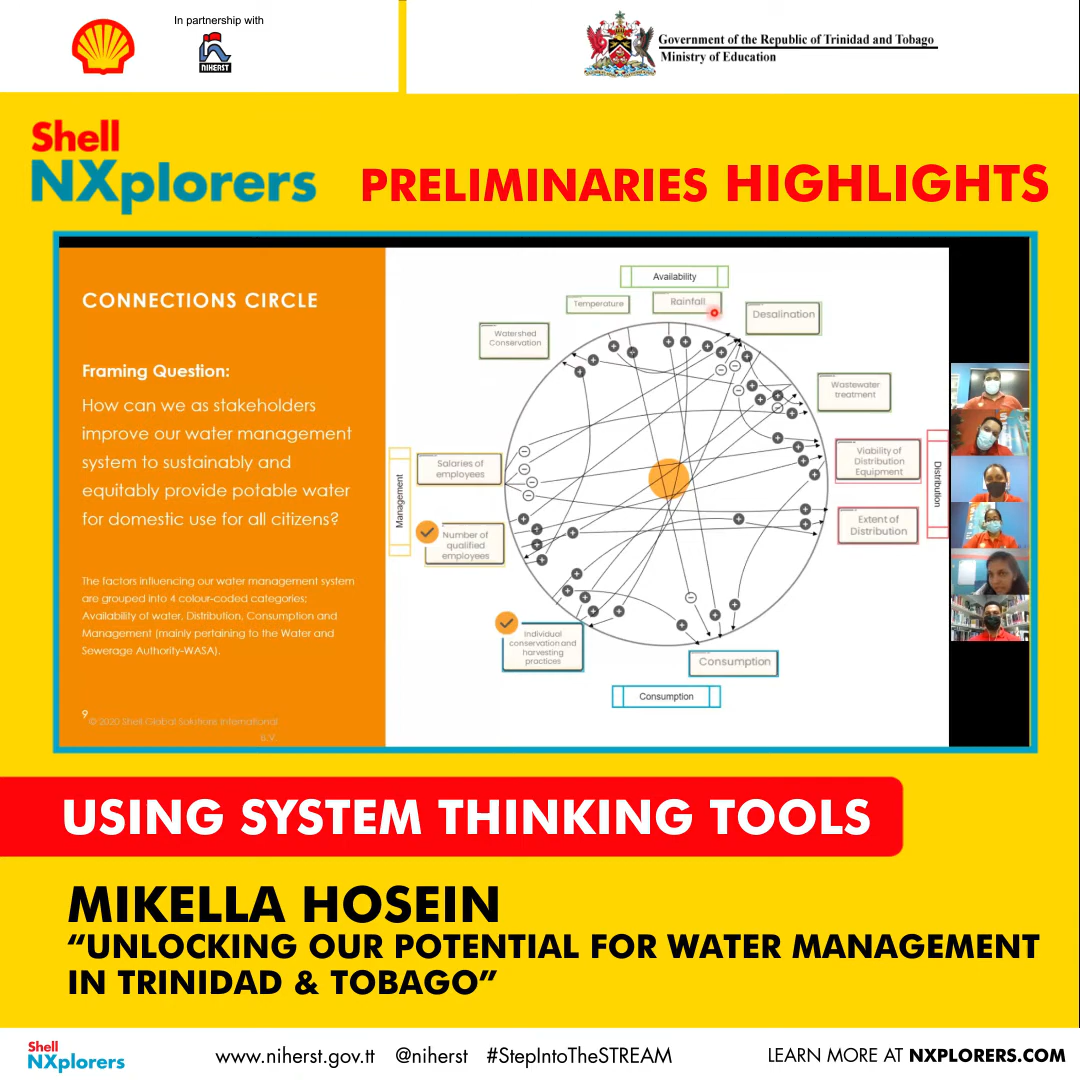 In partnership with
NIHERST
Government of the Republic of Trinidad and Tobago
Ministry of Education
Shell
NXplorers
PRELIMINARIES HIGHLIGHTS
CONNECTIONS CIRCLE
Framing Question:
How can we as stakeholders
improve our water management
system to sustainably and
equitably provide potable water
for domestic use for all citizens?
The factors influencing our water management system
are grouped into 4 colour-coded categories:
Availability of water, Distribution, Consumption and
Management (mainly pertaining to the Water and
Sewerage Authority-WASA).
9
© 2020 Shell Global Solutions International
B.V.
Availability
Temperature
Rainfall
Desalination
Watershed
Conservation
Wastewater
treatment
Management
Salaries of
employees
Viability of
Distribution
Equipment
Distribution
Number of
qualified
employees
Extent of
Distribution
Individual
conservation and
harvesting
practices
Consumption
Consumption
USING SYSTEM THINKING TOOLS
MIKELLA HOSEIN
“UNLOCKING OUR POTENTIAL FOR WATER MANAGEMENT
IN TRINIDAD & TOBAGO”
Shell
NXplorers
www.niherst.gov.tt @niherst #StepIntoTheSTREAM
LEARN MORE AT NXPLORERS.COM